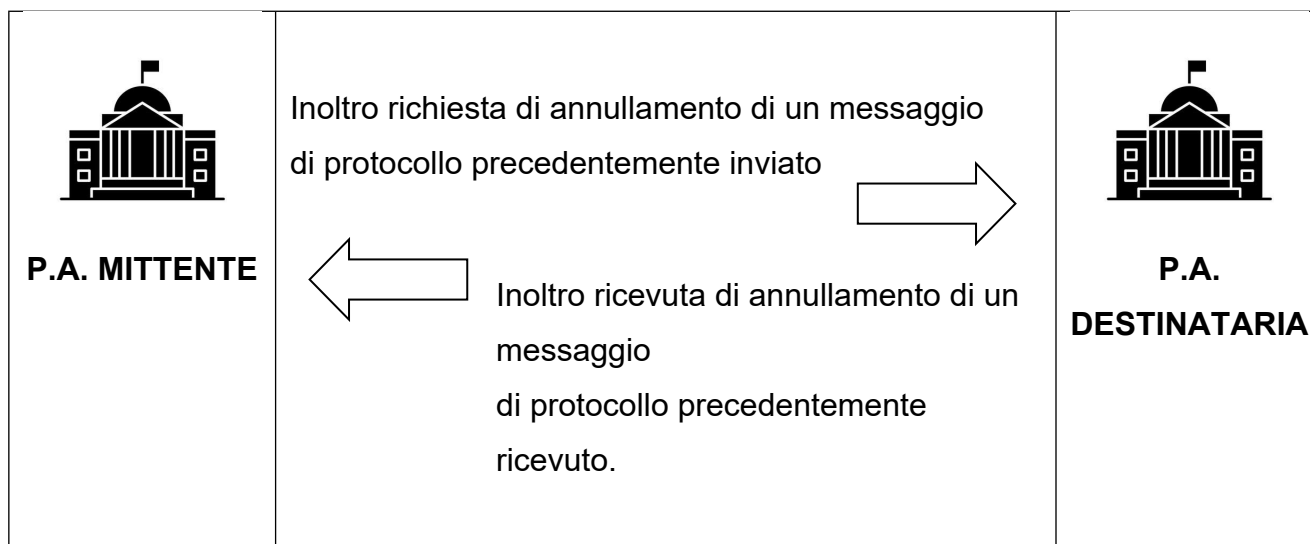 Inoltro richiesta di annullamento di un messaggio
di protocollo precedentemente inviato
P.A. MITTENTE
Inoltro ricevuta di annullamento di un
messaggio
di protocollo precedentemente
ricevuto.
P.A.
DESTINATARIA